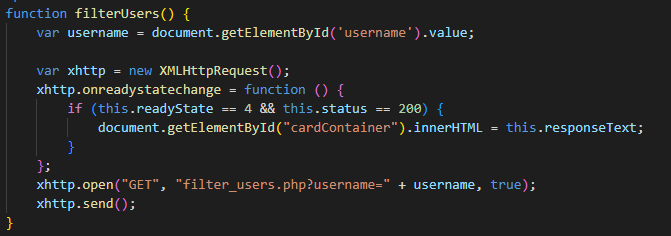 function filterUsers() {
    var username = document.getElementById('username').value;

    var xhttp = new XMLHttpRequest();
    xhttp.onreadystatechange = function () {
        if (this.readyState == 4 && this.status == 200) {
            document.getElementById("cardContainer").innerHTML = this.responseText;
        }
    };
    xhttp.open("GET", "filter_users.php?username=" + username, true);
    xhttp.send();
}